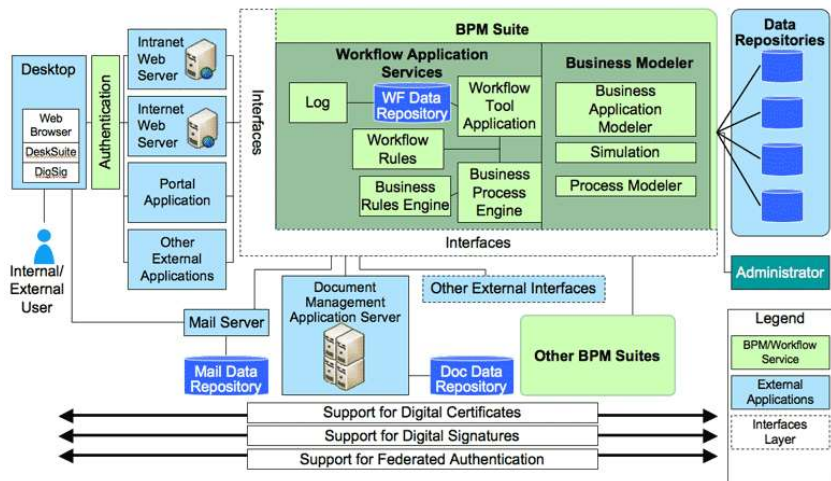 Desktop
Web
Browser
DeskSuite
DigSig
Internal/
External
User
Authentication
Intranet
Web
Server
Internet
Web
Server
Portal
Application
Other
External
Applications
Interfaces
BPM Suite
Workflow Application
Services
Log
WF Data
Repository
Workflow
Tool
Application
Workflow
Rules
Business
Rules Engine
Business
Process
Engine
Business Modeler
Business
Application
Modeler
Simulation
Process Modeler
Interfaces
Data
Repositories
Administrator
Mail Server
Mail Data
Repository
Document
Management
Application Server
Doc Data
Repository
Other External Interfaces
Other BPM Suites
Legend
BPM/Workflow
Service
External
Applications
Interfaces
Layer
Support for Digital Certificates
Support for Digital Signatures
Support for Federated Authentication